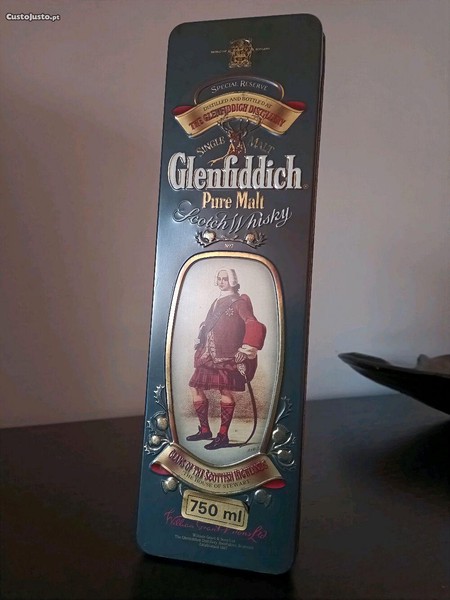 CustoJusto.pt
SPECIAL RESERVE
DISTILLED AND BOTTLED AT
THE GLENFIDDICH DISTILLERY
SINGLE MALT
Glenfiddich
Pure Malt
Scotch Whisky
CLANS OF THE SCOTTISH HIGHLANDS
THE HOUSE OF STEWART
750 ml